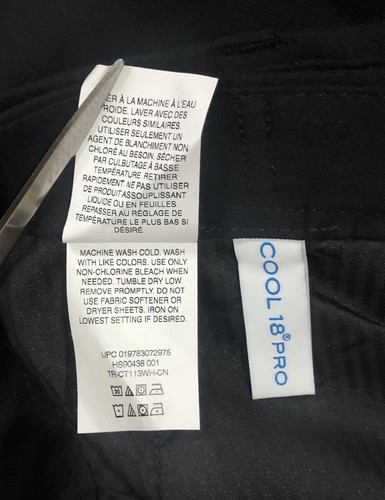 ER À LA MACHINE À L'EAU
ROIDE. LAVER AVEC DES
COULEURS SIMILAIRES.
UTILISER SEULEMENT UN
AGENT DE BLANCHIMENT NON
CHLORÉ AU BESOIN. SÉCHER
PAR CULBUTAGE À BASSE
TEMPÉRATURE RETIRER
RAPIDEMENT NE PAS UTILISER
DE PRODUIT ASSOUPLISSANT
LIQUIDE OU EN FEUILLES.
REPASSER AU RÉGLAGE DE
TEMPÉRATURE LE PLUS BAS SI
DÉSIRÉ.
MACHINE WASH COLD. WASH
WITH LIKE COLORS. USE ONLY
NON-CHLORINE BLEACH WHEN
NEEDED. TUMBLE DRY LOW.
REMOVE PROMPTLY. DO NOT
USE FABRIC SOFTENER OR
DRYER SHEETS. IRON ON
LOWEST SETTING IF DESIRED.
UPC 019783072975
HS90438 001
TR-CT113WH-CN
COOL 18® PRO